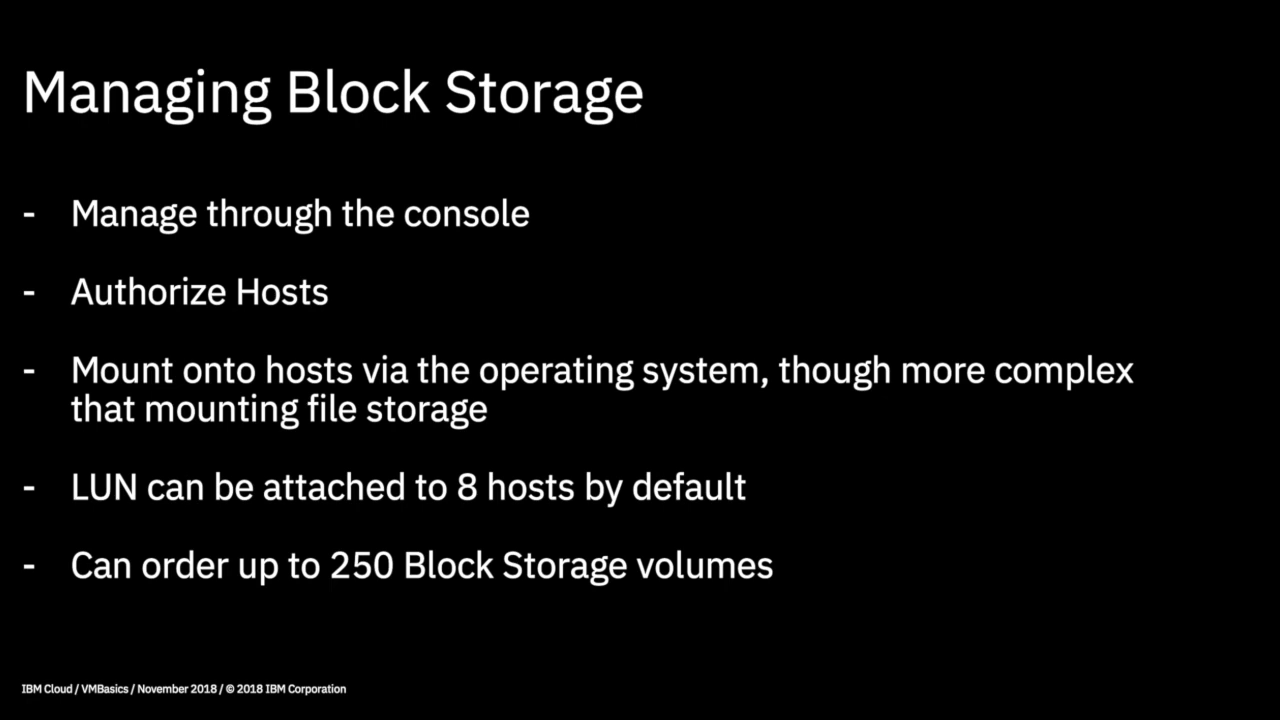 Managing Block Storage
- Manage through the console
- Authorize Hosts
- Mount onto hosts via the operating system, though more complex
that mounting file storage
- LUN can be attached to 8 hosts by default
- Can order up to 250 Block Storage volumes
IBM Cloud / VMBasics / November 2018 / © 2018 IBM Corporation